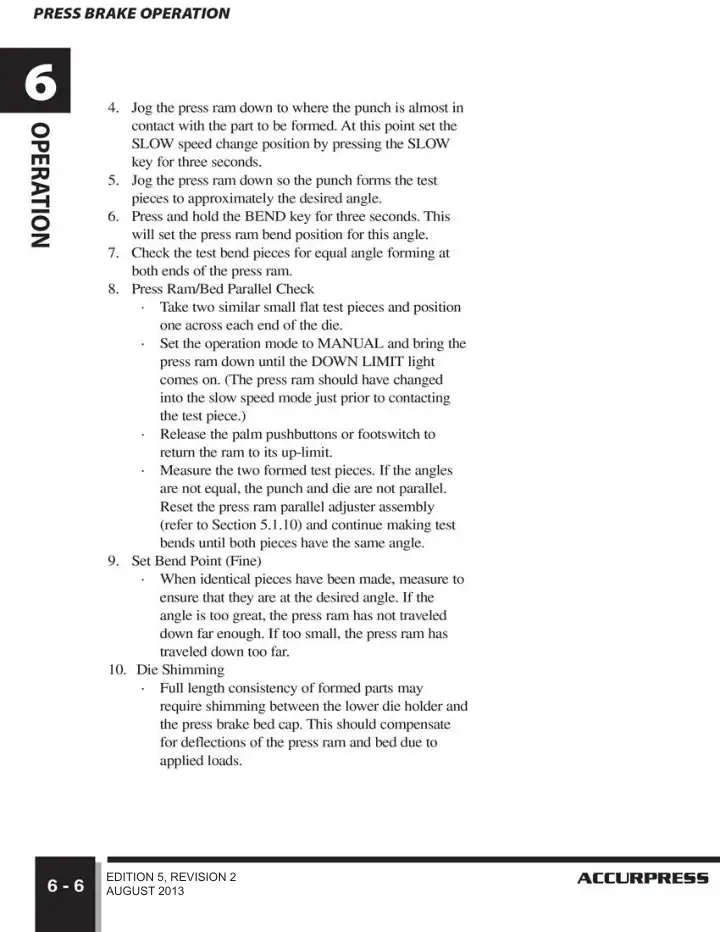 PRESS BRAKE OPERATION
6
OPERATION
4. Jog the press ram down to where the punch is almost in
contact with the part to be formed. At this point set the
SLOW speed change position by pressing the SLOW
key for three seconds.
5. Jog the press ram down so the punch forms the test
pieces to approximately the desired angle.
6. Press and hold the BEND key for three seconds. This
will set the press ram bend position for this angle.
7. Check the test bend pieces for equal angle forming at
both ends of the press ram.
8. Press Ram/Bed Parallel Check
· Take two similar small flat test pieces and position
one across each end of the die.
· Set the operation mode to MANUAL and bring the
press ram down until the DOWN LIMIT light
comes on. (The press ram should have changed
into the slow speed mode just prior to contacting
the test piece.)
· Release the palm pushbuttons or footswitch to
return the ram to its up-limit.
· Measure the two formed test pieces. If the angles
are not equal, the punch and die are not parallel.
Reset the press ram parallel adjuster assembly
(refer to Section 5.1.10) and continue making test
bends until both pieces have the same angle.
9. Set Bend Point (Fine)
· When identical pieces have been made, measure to
ensure that they are at the desired angle. If the
angle is too great, the press ram has not traveled
down far enough. If too small, the press ram has
traveled down too far.
10. Die Shimming
· Full length consistency of formed parts may
require shimming between the lower die holder and
the press brake bed cap. This should compensate
for deflections of the press ram and bed due to
applied loads.
6 - 6
EDITION 5, REVISION 2
AUGUST 2013
ACCURPRESS